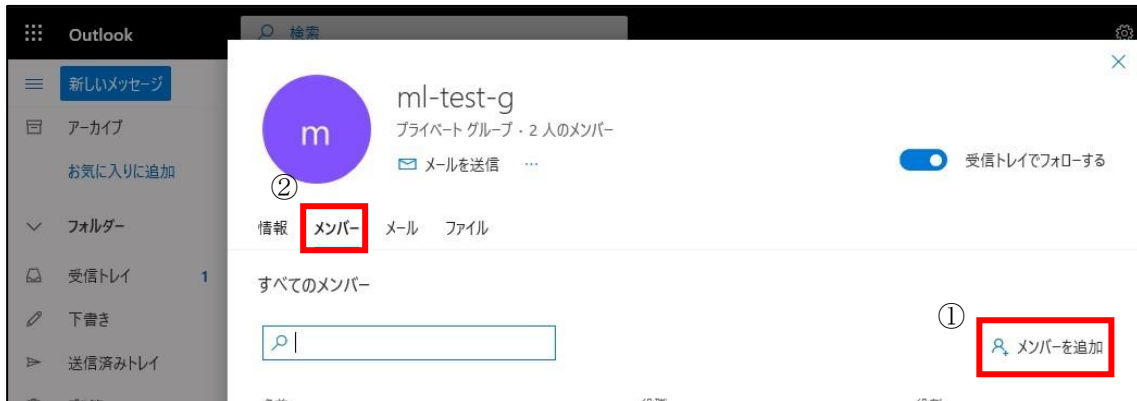 Outlook
検索
新しいメッセージ
アーカイブ
お気に入りに追加
フォルダー
受信トレイ 1
下書き
送信済みトレイ
m
ml-test-g
プライベート グループ・2 人のメンバー
メールを送信 …
受信トレイでフォローする
②
情報 メンバー メール ファイル
すべてのメンバー
①
メンバーを追加